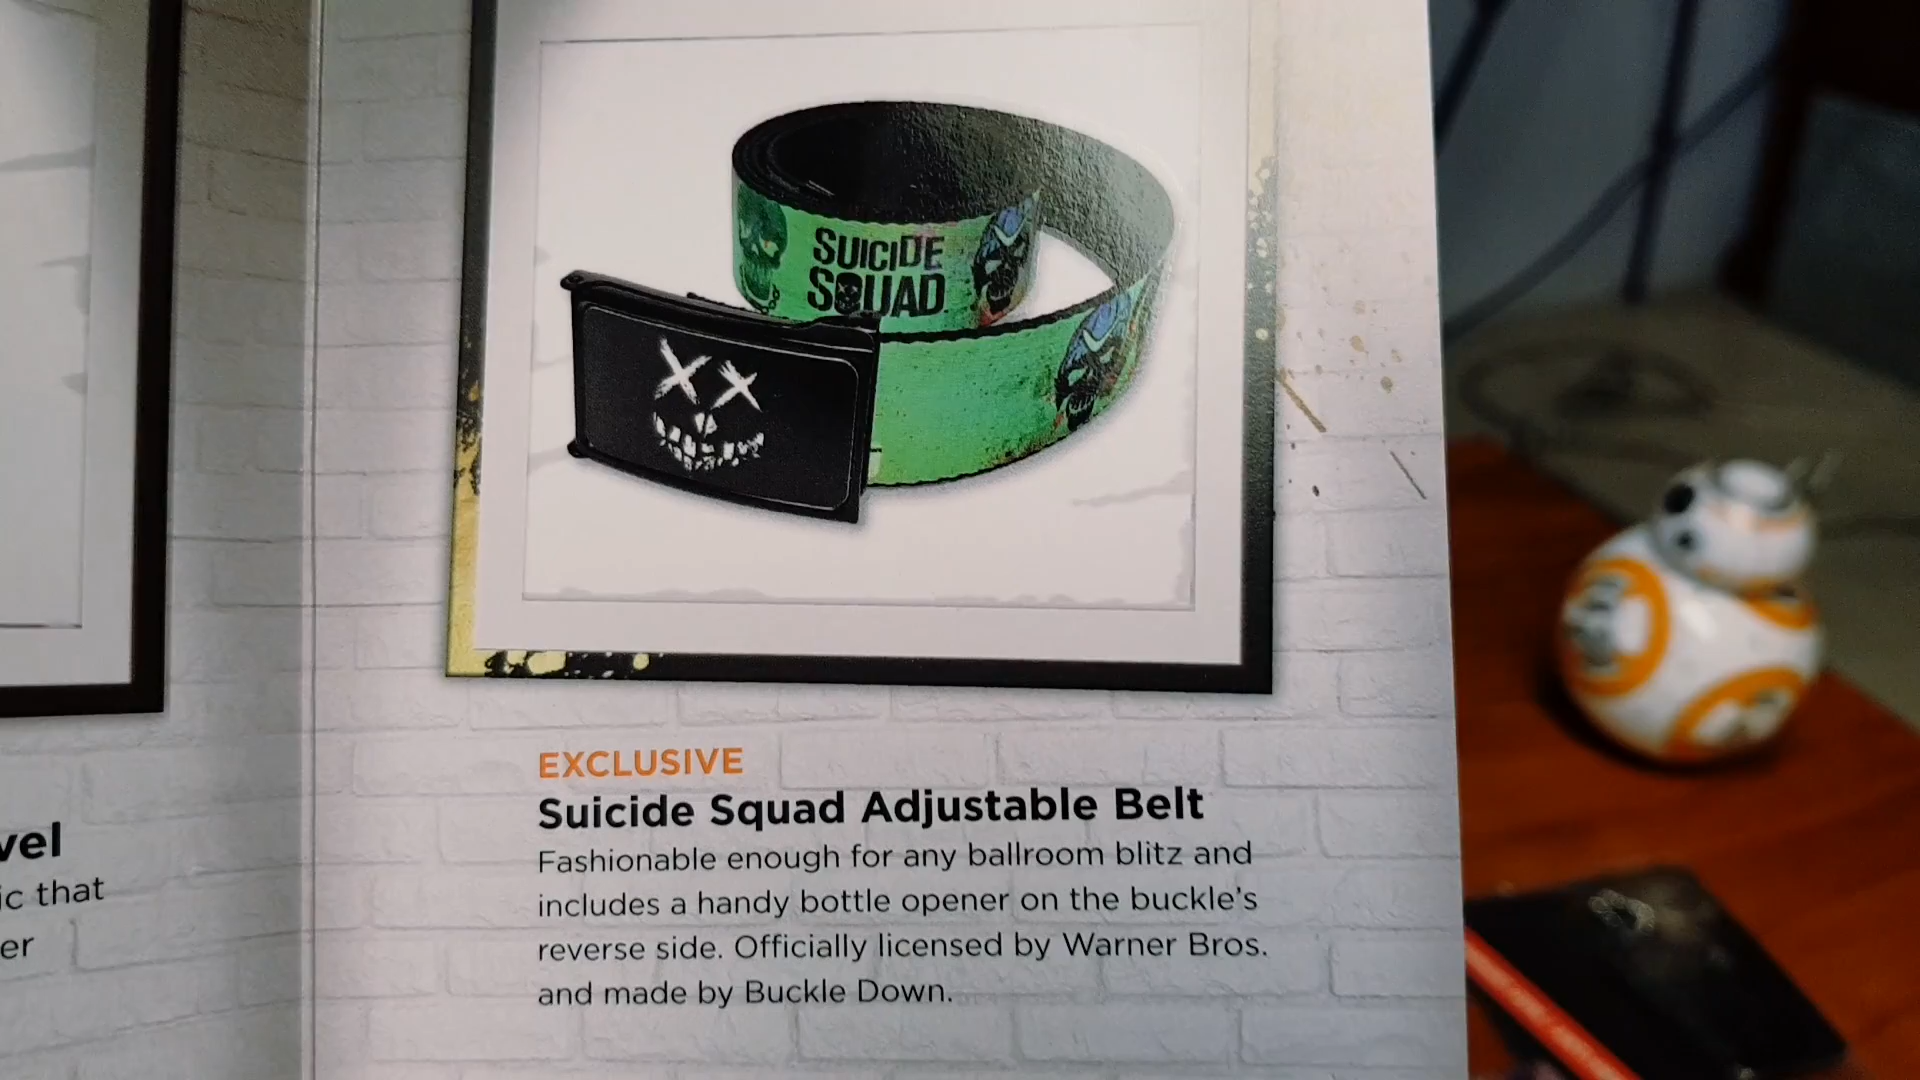 SUICIDE
SQUAD
EXCLUSIVE
Suicide Squad Adjustable Belt
Fashionable enough for any ballroom blitz and
includes a handy bottle opener on the buckle's
reverse side. Officially licensed by Warner Bros.
and made by Buckle Down.
vel
ic that
er